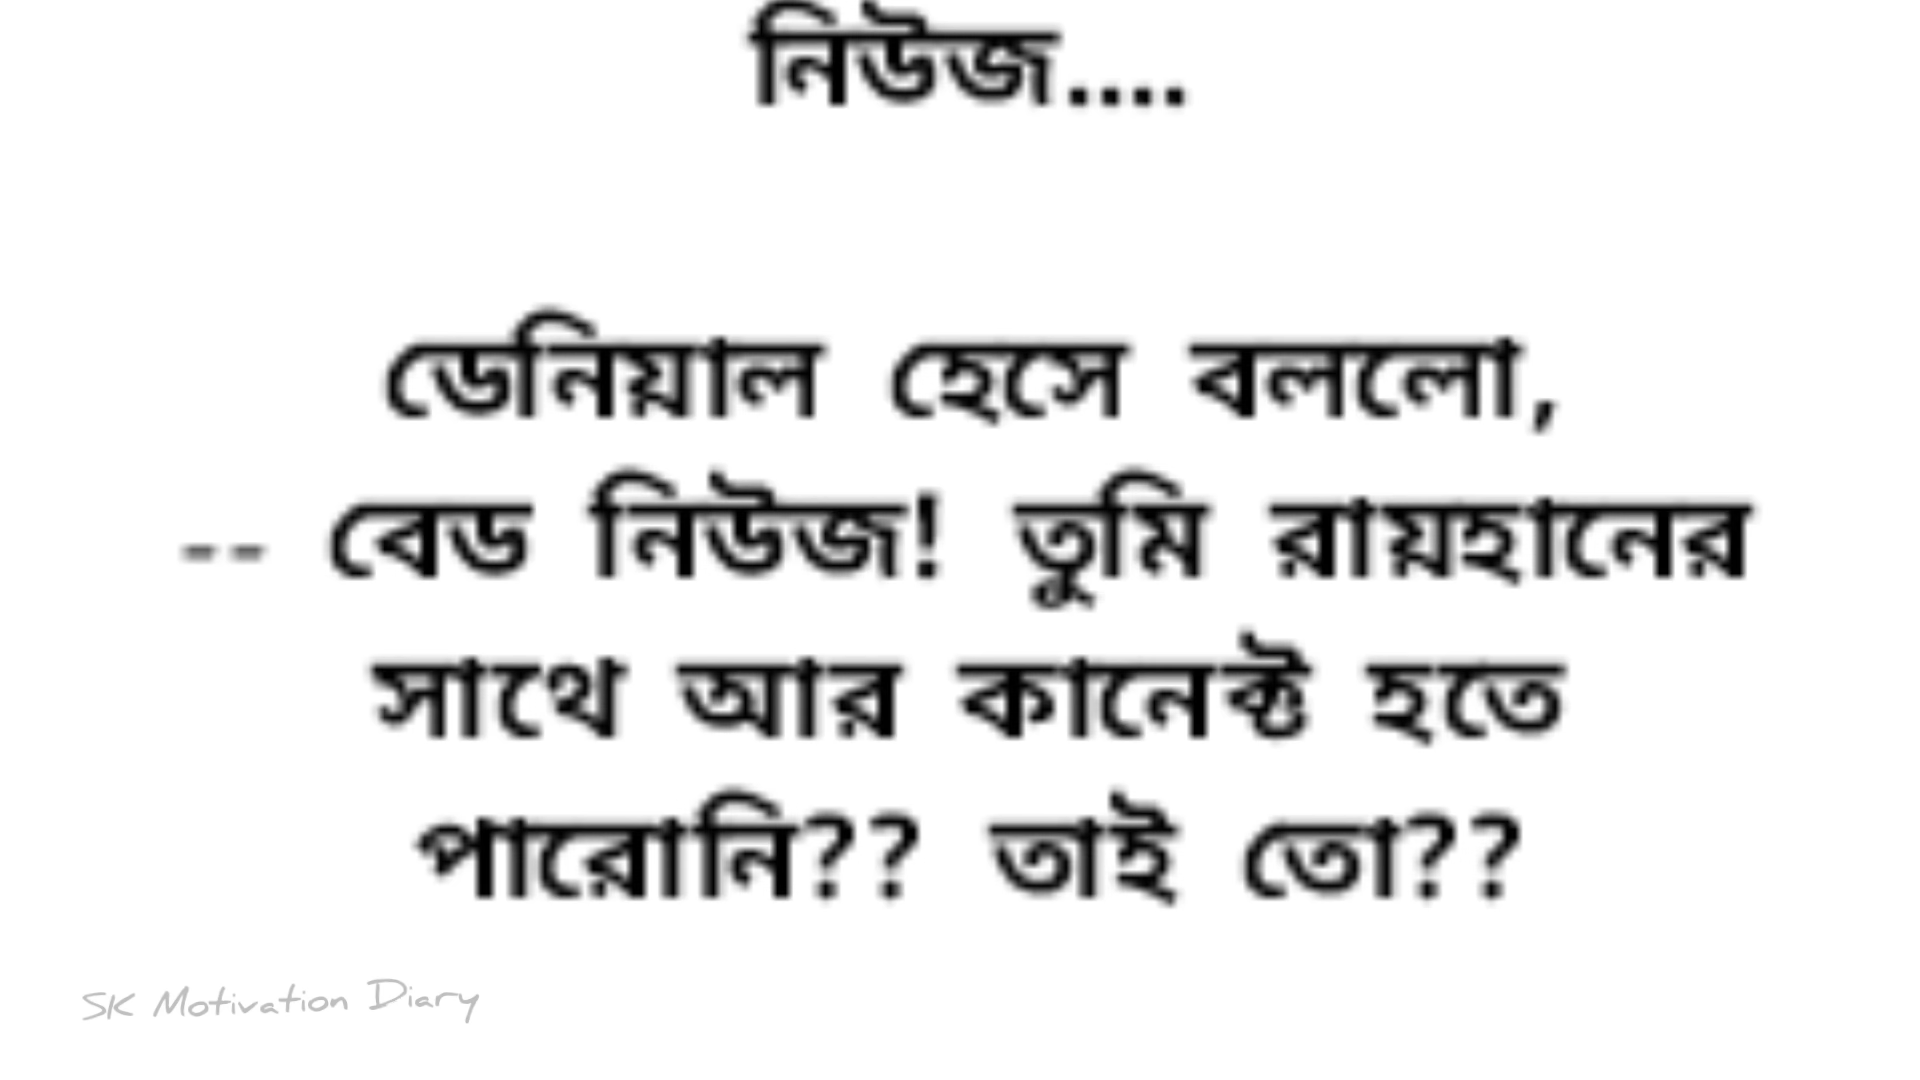 নিউজ....
ডেনিয়াল হেসে বললো,
-- বেড নিউজ! তুমি রায়হানের
সাথে আর কানেক্ট হতে
পারোনি?? তাই তো??
SK Motivation Diary